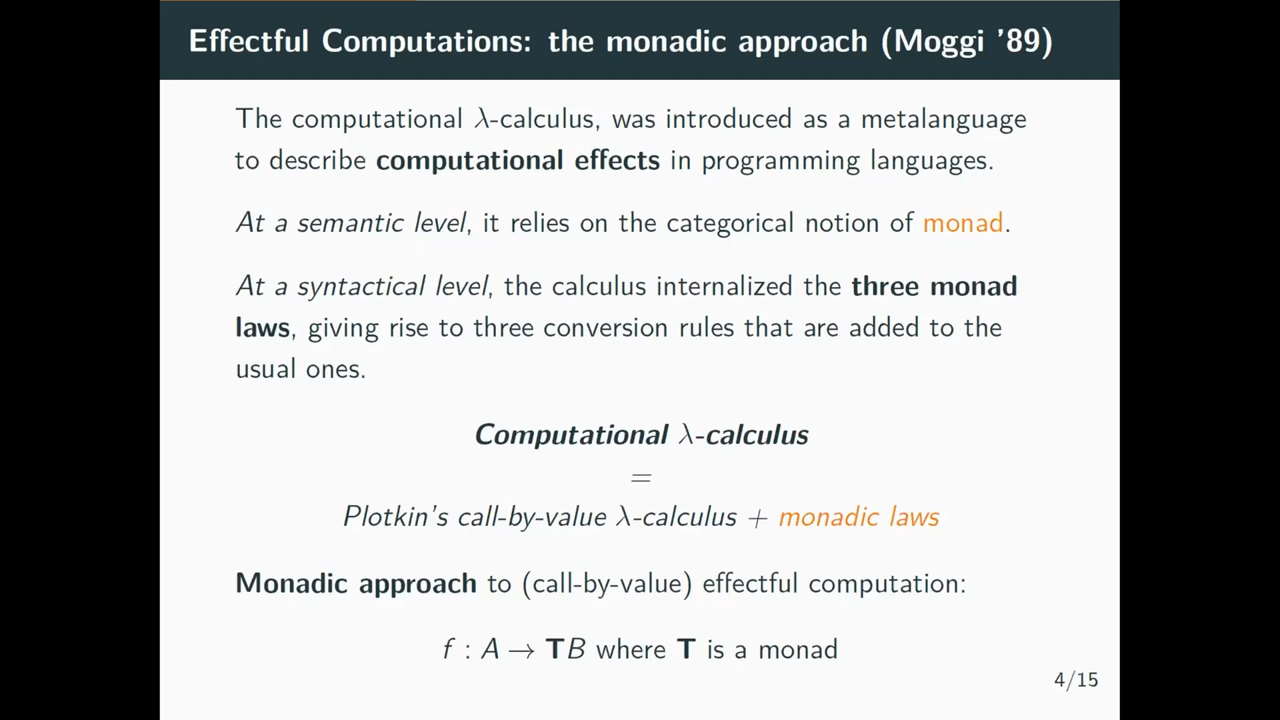 Effectful Computations: the monadic approach (Moggi '89)
The computational λ-calculus, was introduced as a metalanguage
to describe computational effects in programming languages.
At a semantic level, it relies on the categorical notion of monad.
At a syntactical level, the calculus internalized the three monad
laws, giving rise to three conversion rules that are added to the
usual ones.
Computational λ-calculus
=
Plotkin's call-by-value λ-calculus + monadic laws
Monadic approach to (call-by-value) effectful computation:
f : A → TB where T is a monad
4/15